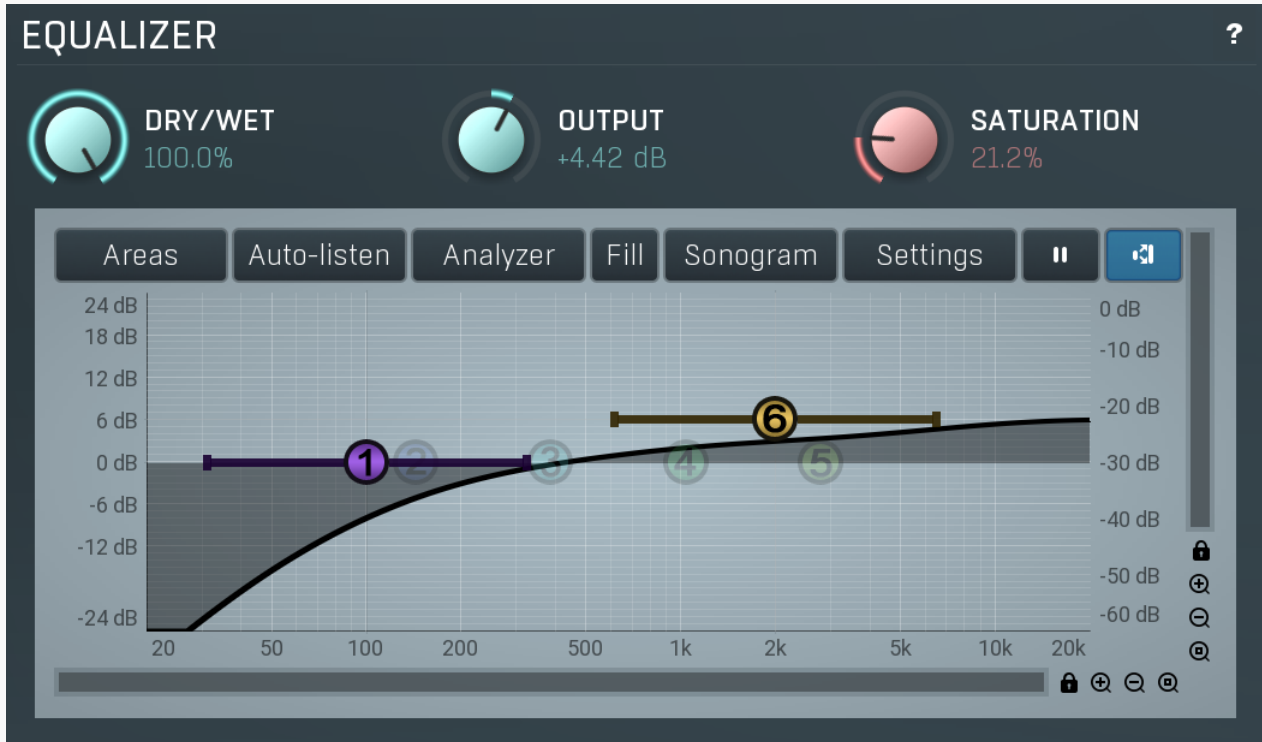 EQUALIZER ?
DRY/WET
100.0%
OUTPUT
+4.42 dB
SATURATION
21.2%
Areas Auto-listen Analyzer Fill Sonogram Settings
24 dB 0 dB
18 dB
-10 dB
12 dB
6 dB -20 dB
0 dB -30 dB
-6 dB
-40 dB
-12 dB
-50 dB
-24 dB -60 dB
1 2 3 4 5 6
20 50 100 200 500 1k 2k 5k 10k 20k